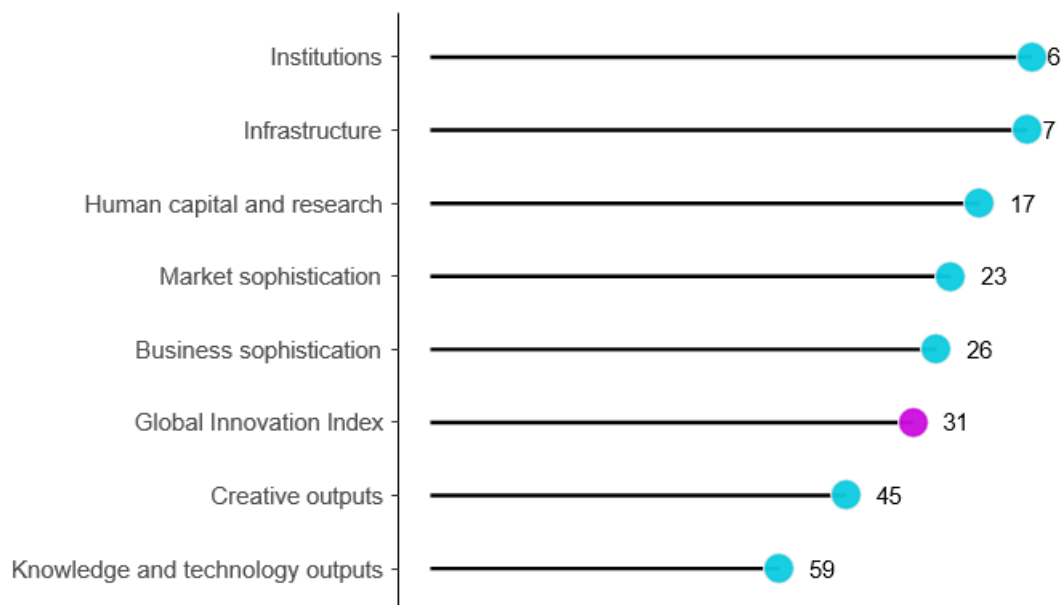 Institutions 6
Infrastructure 7
Human capital and research 17
Market sophistication 23
Business sophistication 26
Global Innovation Index 31
Creative outputs 45
Knowledge and technology outputs 59